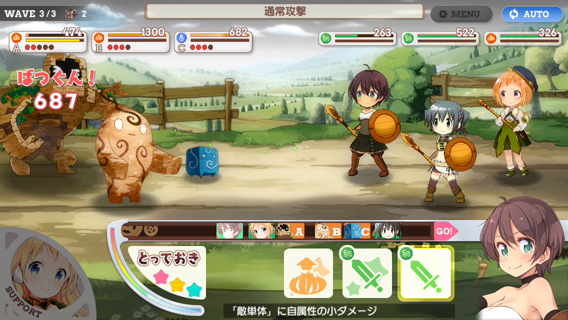 WAVE 3/3 2
通常攻撃
MENU
AUTO
474
1300
682
263
522
326
A
B
C
ばつぐん!
687
A
B
C
GO!
とっておき
SUPPORT
「敵単体」に自属性の小ダメージ